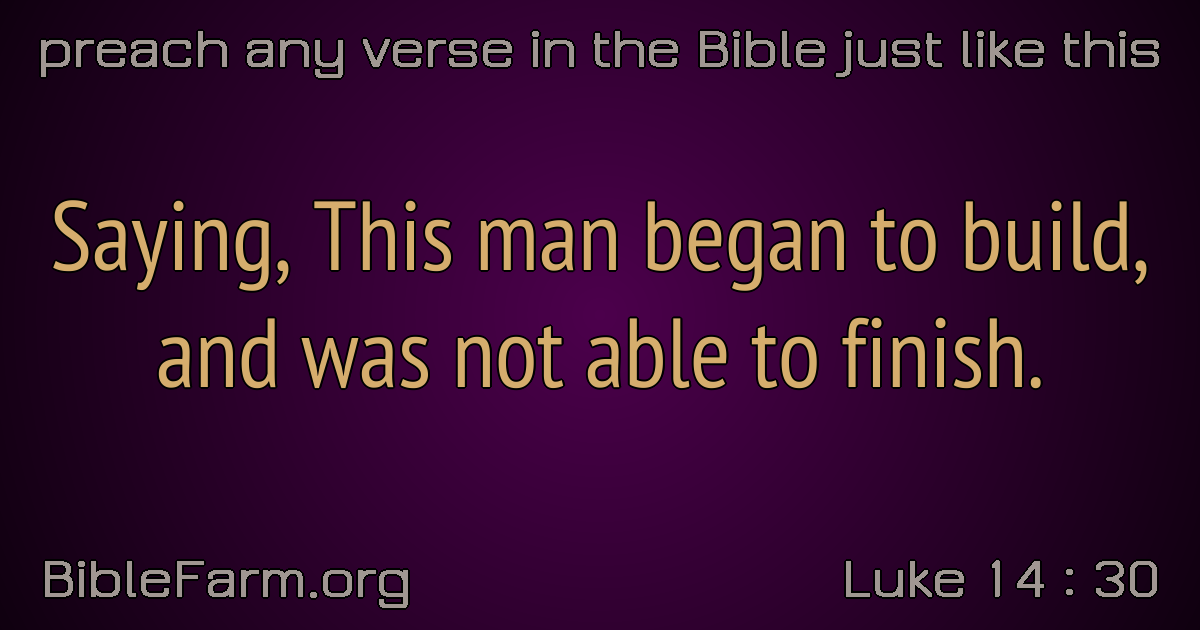 preach any verse in the Bible just like this
Saying, This man began to build,
and was not able to finish.
BibleFarm.org
Luke 14 : 30